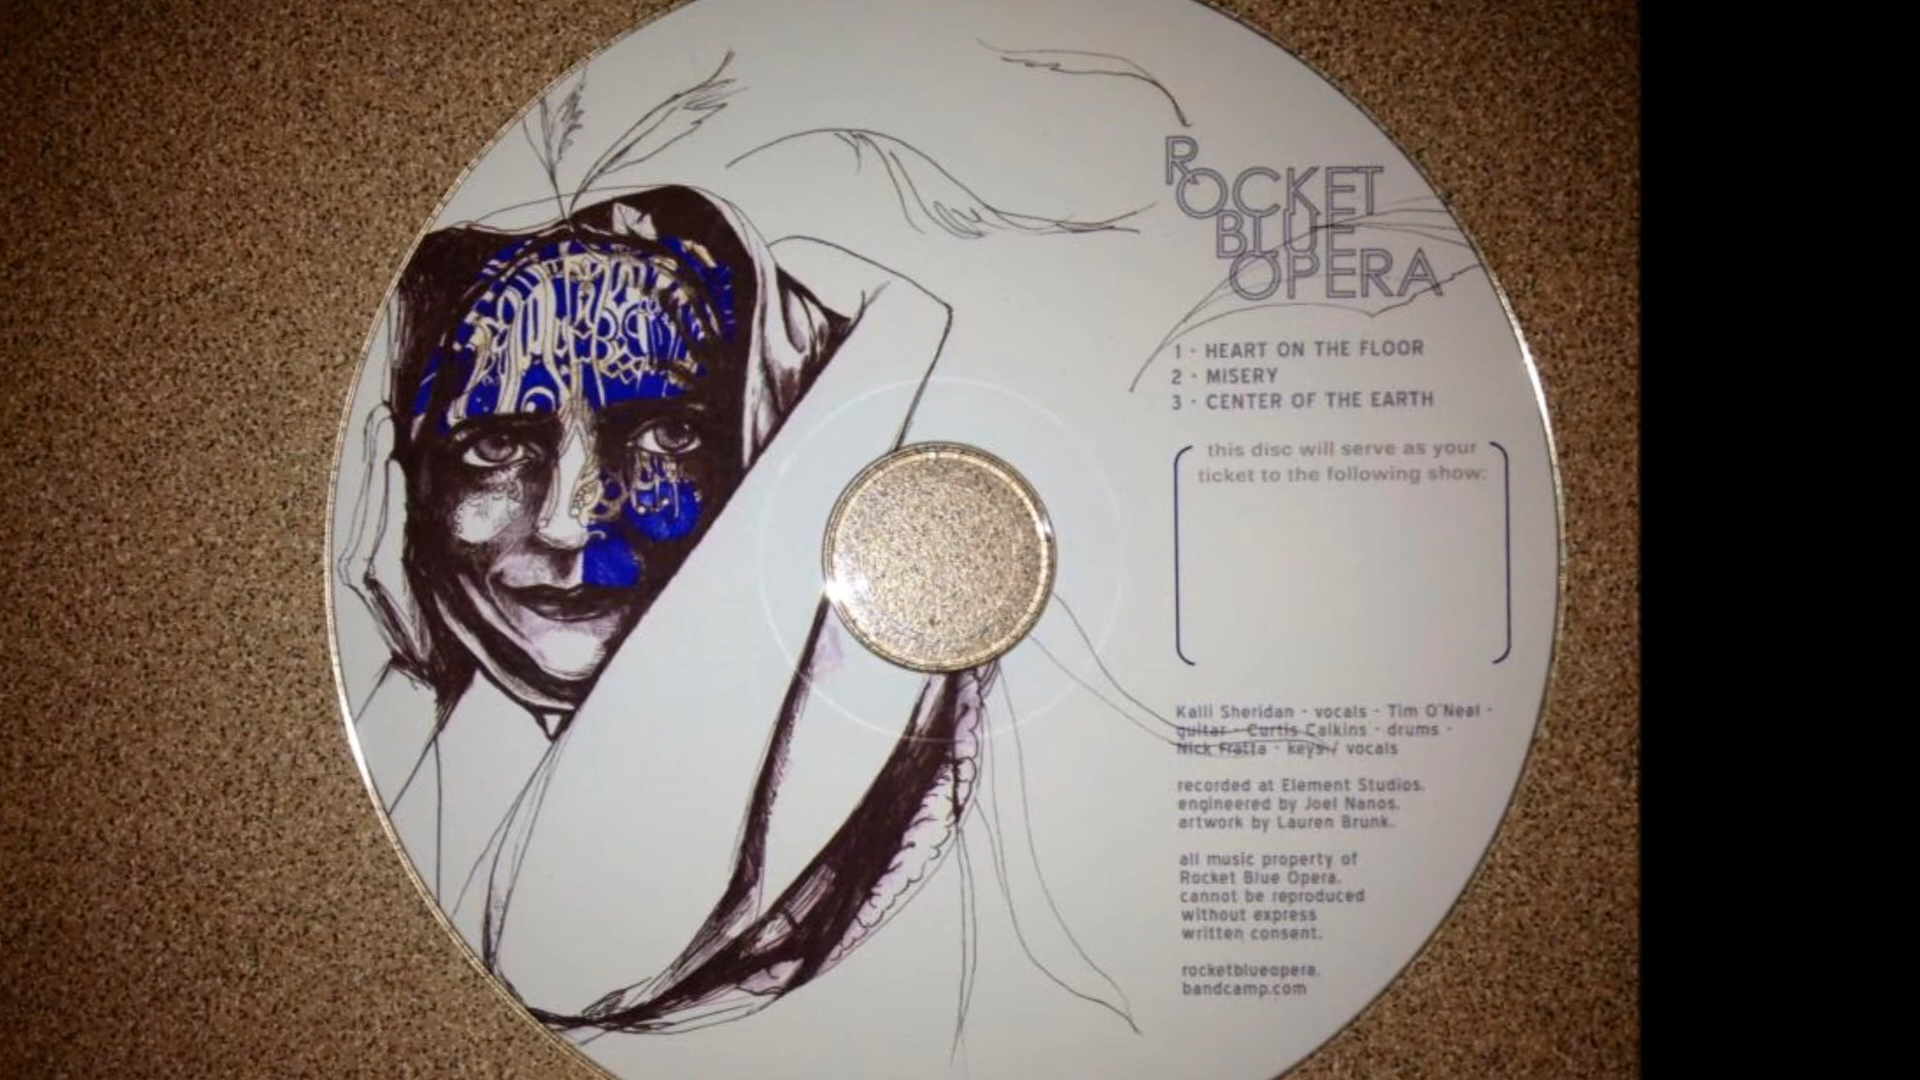 ROCKET
BLUE
OPERA
1 - HEART ON THE FLOOR
2 - MISERY
3 - CENTER OF THE EARTH
this disc will serve as your
ticket to the following show:
Kalli Sheridan - vocals - Tim O'Neal -
guitar - Curtis Calkins - drums -
Nick Fratta - keys / vocals
recorded at Element Studios.
engineered by Joel Nanos.
artwork by Lauren Brunk.
all music property of
Rocket Blue Opera.
cannot be reproduced
without express
written consent.
rocketblueopera.
bandcamp.com